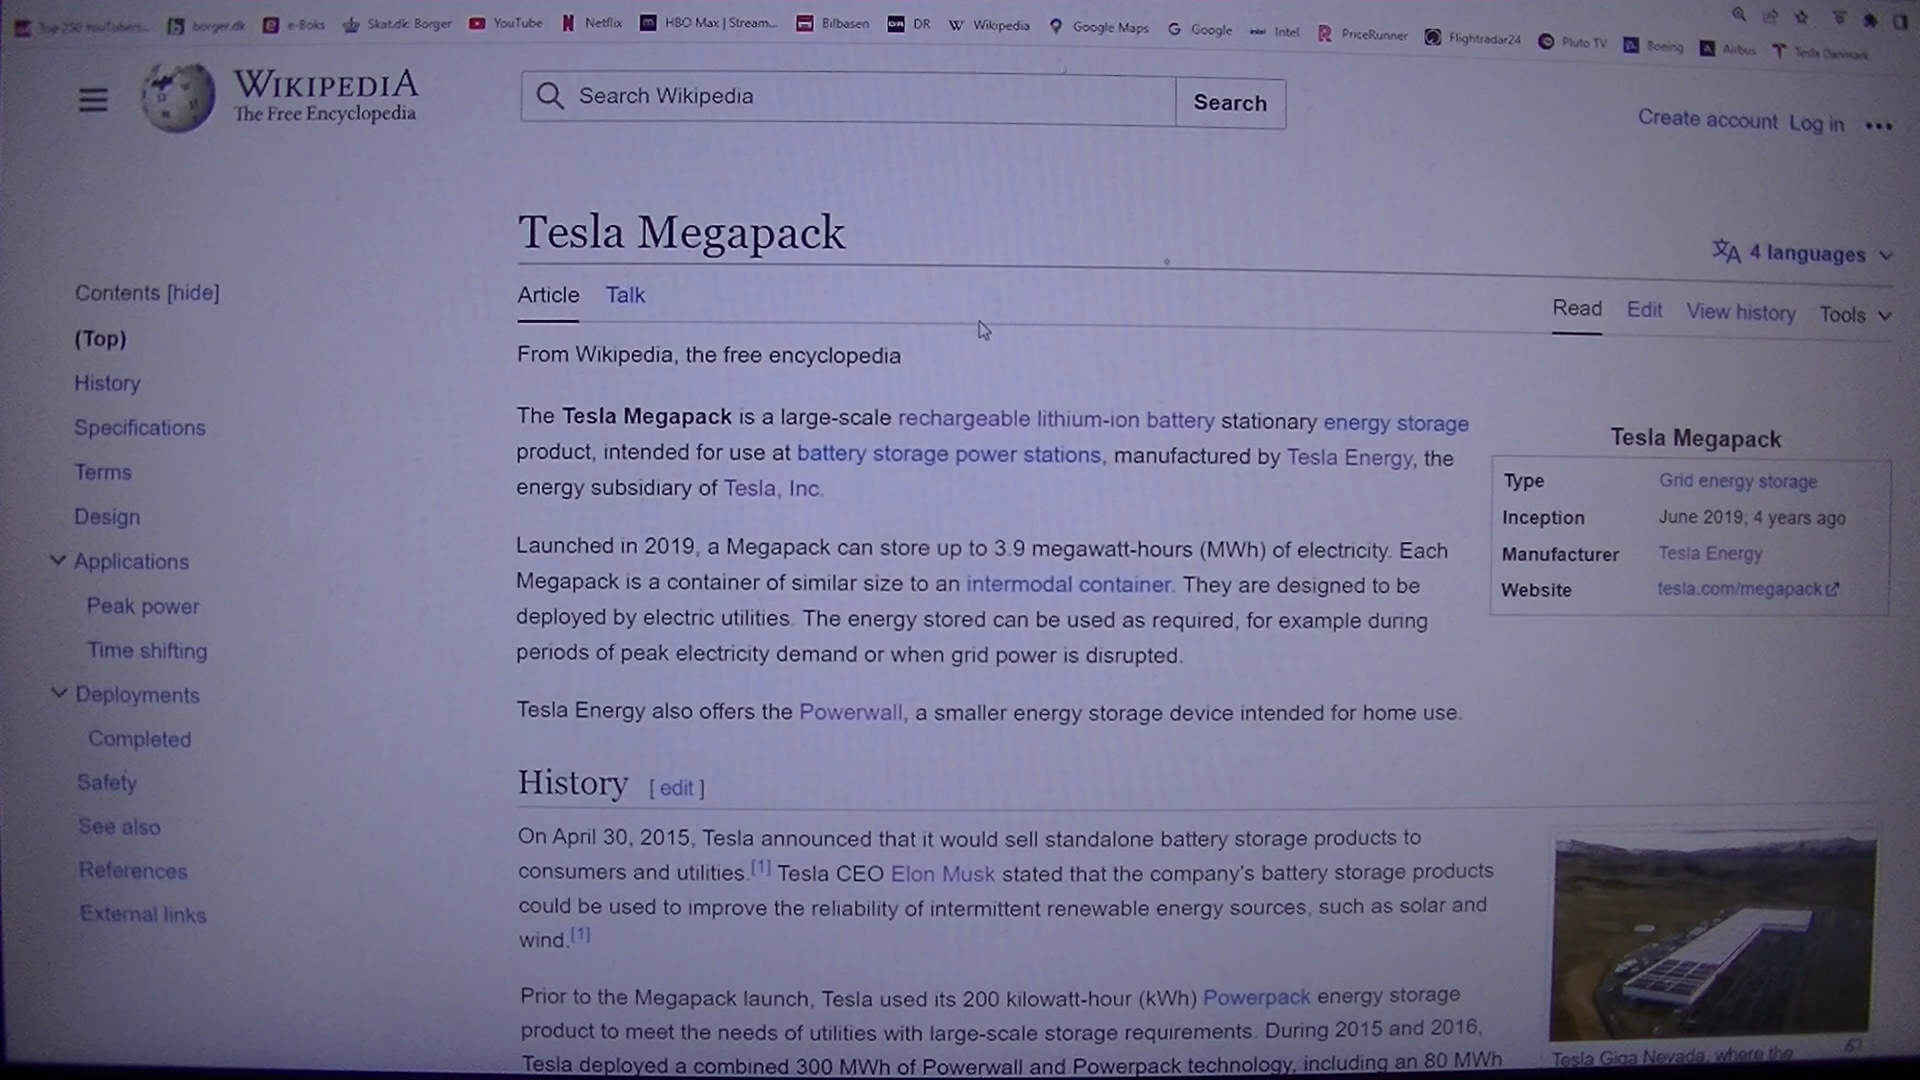 Top-250 YouTubers... borger.dk e-Boks Skat.dk: Borger YouTube Netflix HBO Max | Stream... Bilbasen DR Wikipedia Google Maps Google Intel PriceRunner Flightradar24 Pluto TV Boeing Airbus Tesla Danmark
WIKIPEDIA
The Free Encyclopedia
Search Wikipedia
Search
Create account Log in
Tesla Megapack
4 languages
Contents [hide]
(Top)
History
Specifications
Terms
Design
Applications
Peak power
Time shifting
Deployments
Completed
Safety
See also
References
External links
Article Talk
Read Edit View history Tools
From Wikipedia, the free encyclopedia
The Tesla Megapack is a large-scale rechargeable lithium-ion battery stationary energy storage
product, intended for use at battery storage power stations, manufactured by Tesla Energy, the
energy subsidiary of Tesla, Inc.
Launched in 2019, a Megapack can store up to 3.9 megawatt-hours (MWh) of electricity. Each
Megapack is a container of similar size to an intermodal container. They are designed to be
deployed by electric utilities. The energy stored can be used as required, for example during
periods of peak electricity demand or when grid power is disrupted.
Tesla Energy also offers the Powerwall, a smaller energy storage device intended for home use.
Tesla Megapack
Type Grid energy storage
Inception June 2019; 4 years ago
Manufacturer Tesla Energy
Website tesla.com/megapack
History [ edit ]
On April 30, 2015, Tesla announced that it would sell standalone battery storage products to
consumers and utilities.[1] Tesla CEO Elon Musk stated that the company's battery storage products
could be used to improve the reliability of intermittent renewable energy sources, such as solar and
wind.[1]
Prior to the Megapack launch, Tesla used its 200 kilowatt-hour (kWh) Powerpack energy storage
product to meet the needs of utilities with large-scale storage requirements. During 2015 and 2016,
Tesla deployed a combined 300 MWh of Powerwall and Powerpack technology, including an 80 MWh
Tesla Giga Nevada, where the